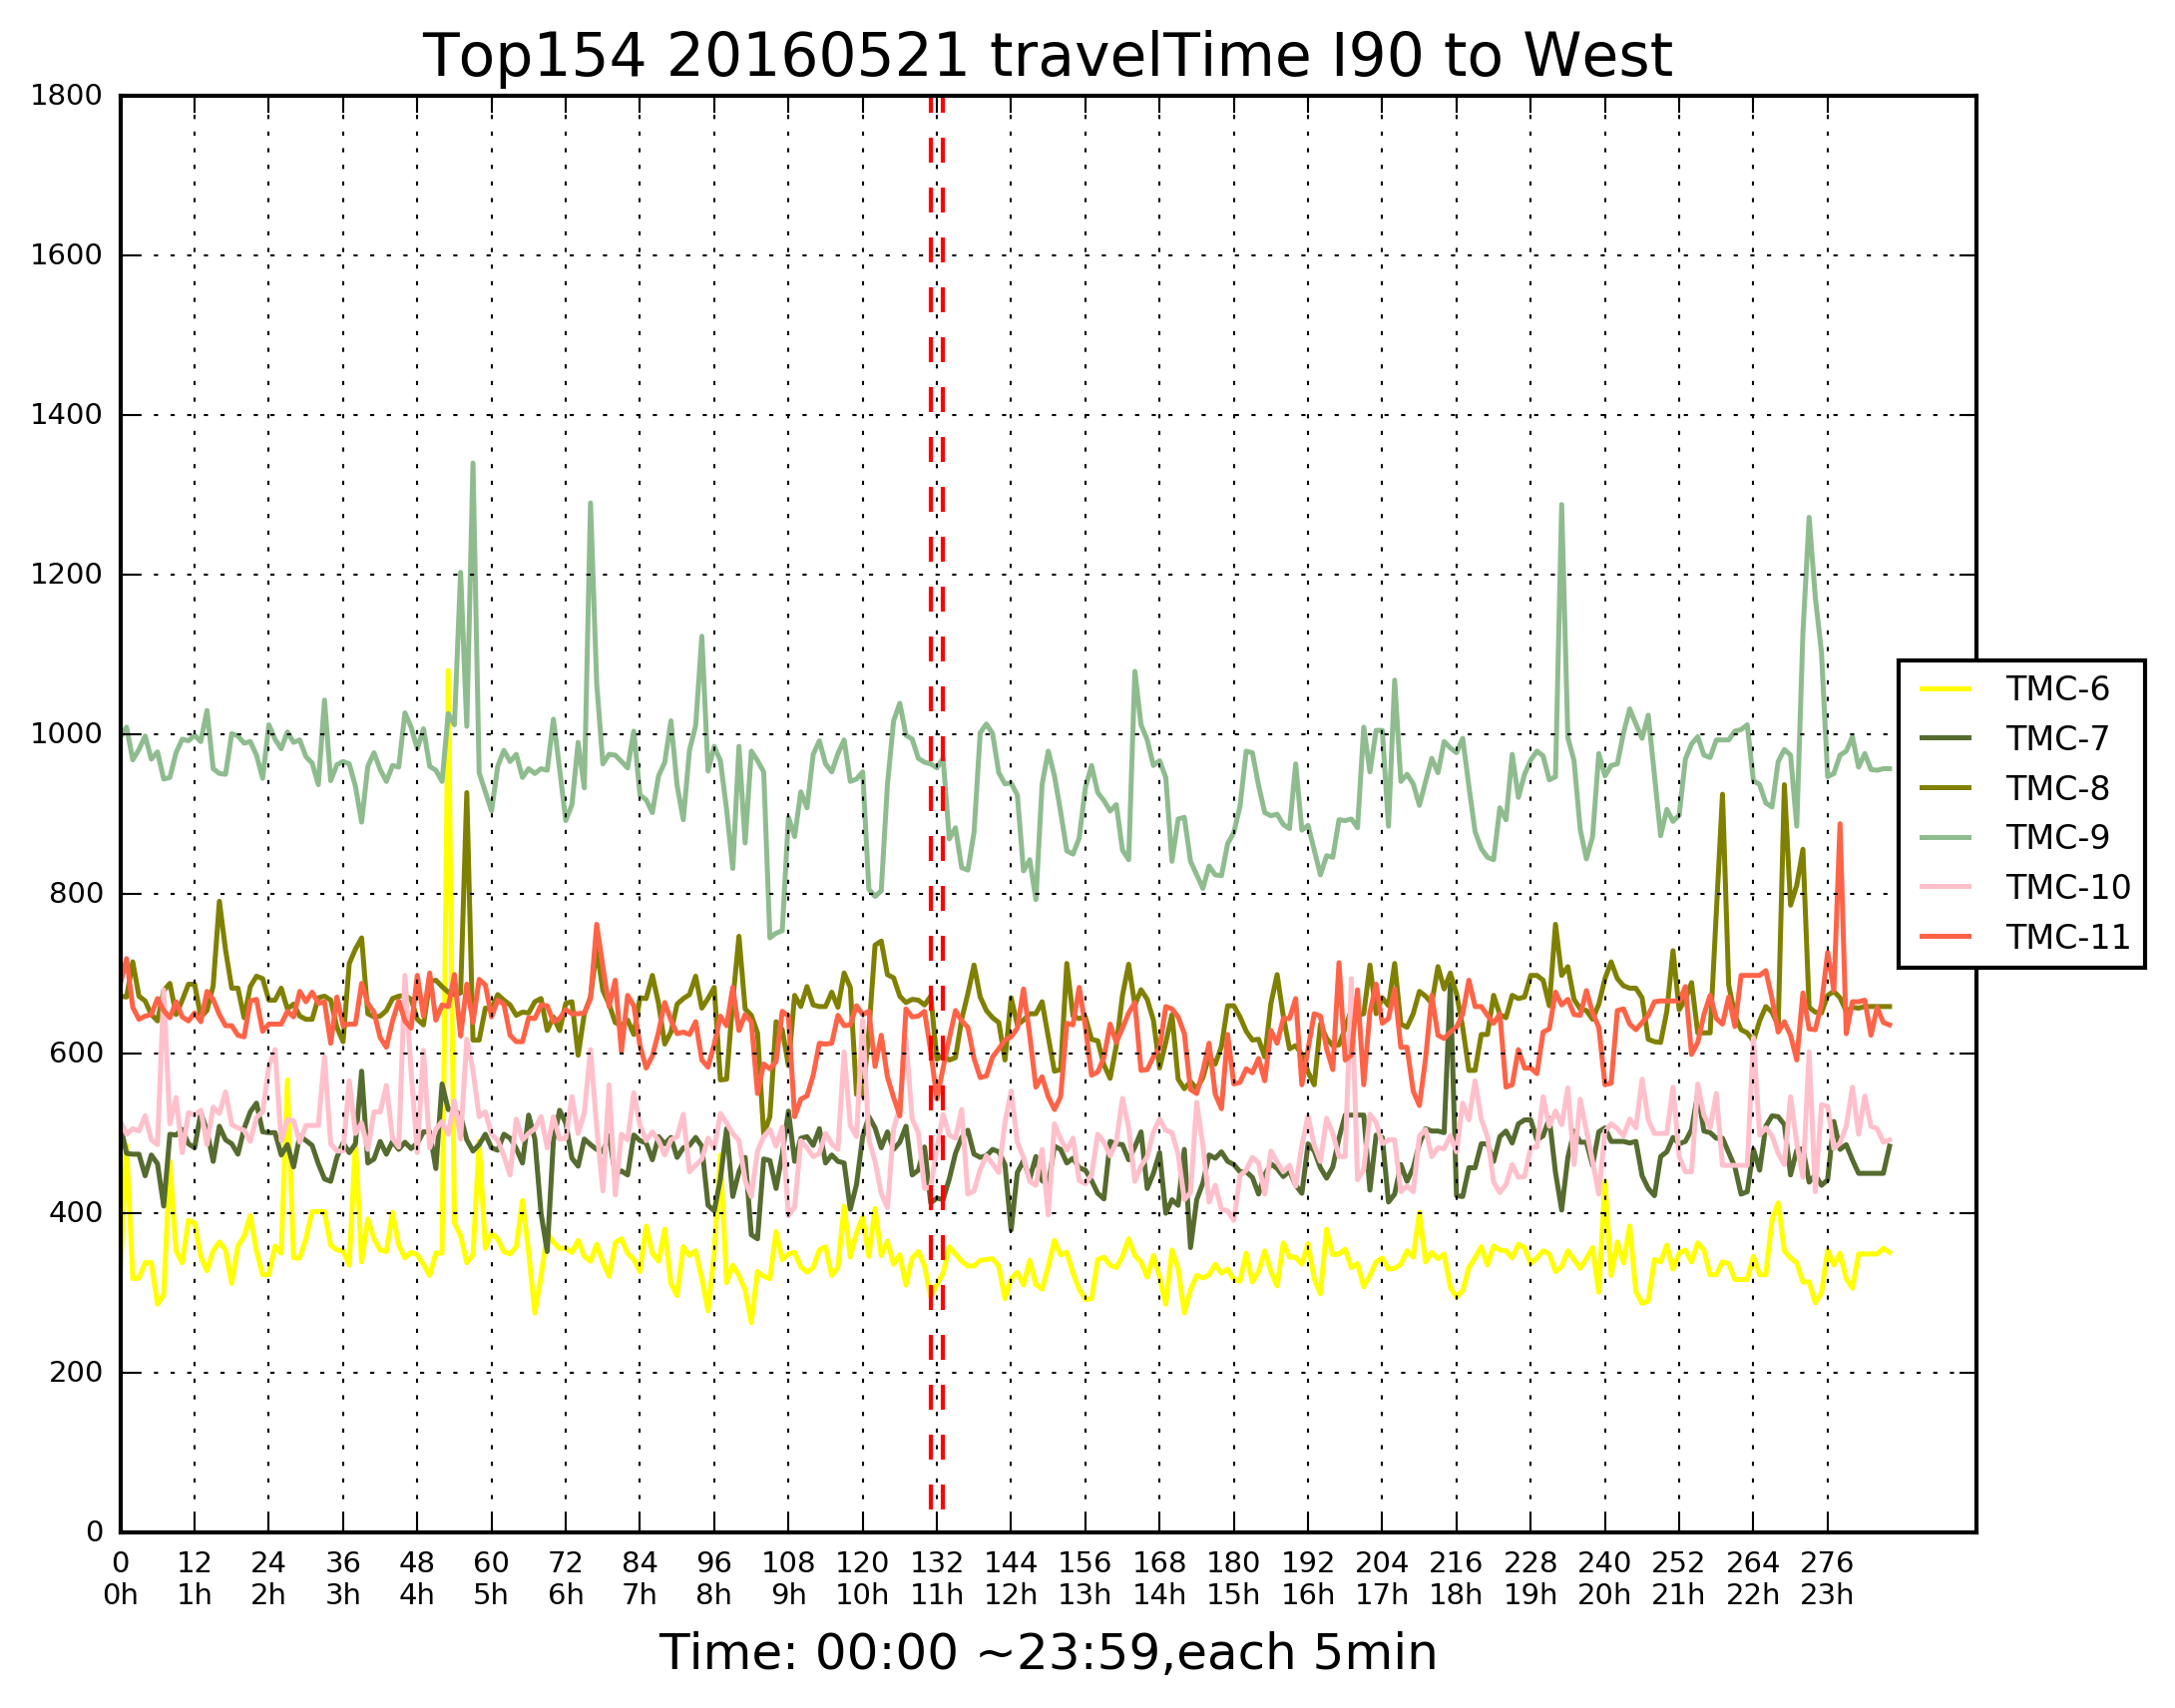 Top154 20160521 travelTime I90 to West
1800
1600
1400
1200
1000
800
600
400
200
0
0 12 24 36 48 60 72 84 96 108 120 132 144 156 168 180 192 204 216 228 240 252 264 276
0h 1h 2h 3h 4h 5h 6h 7h 8h 9h 10h 11h 12h 13h 14h 15h 16h 17h 18h 19h 20h 21h 22h 23h
Time: 00:00 ~23:59,each 5min
TMC-6
TMC-7
TMC-8
TMC-9
TMC-10
TMC-11